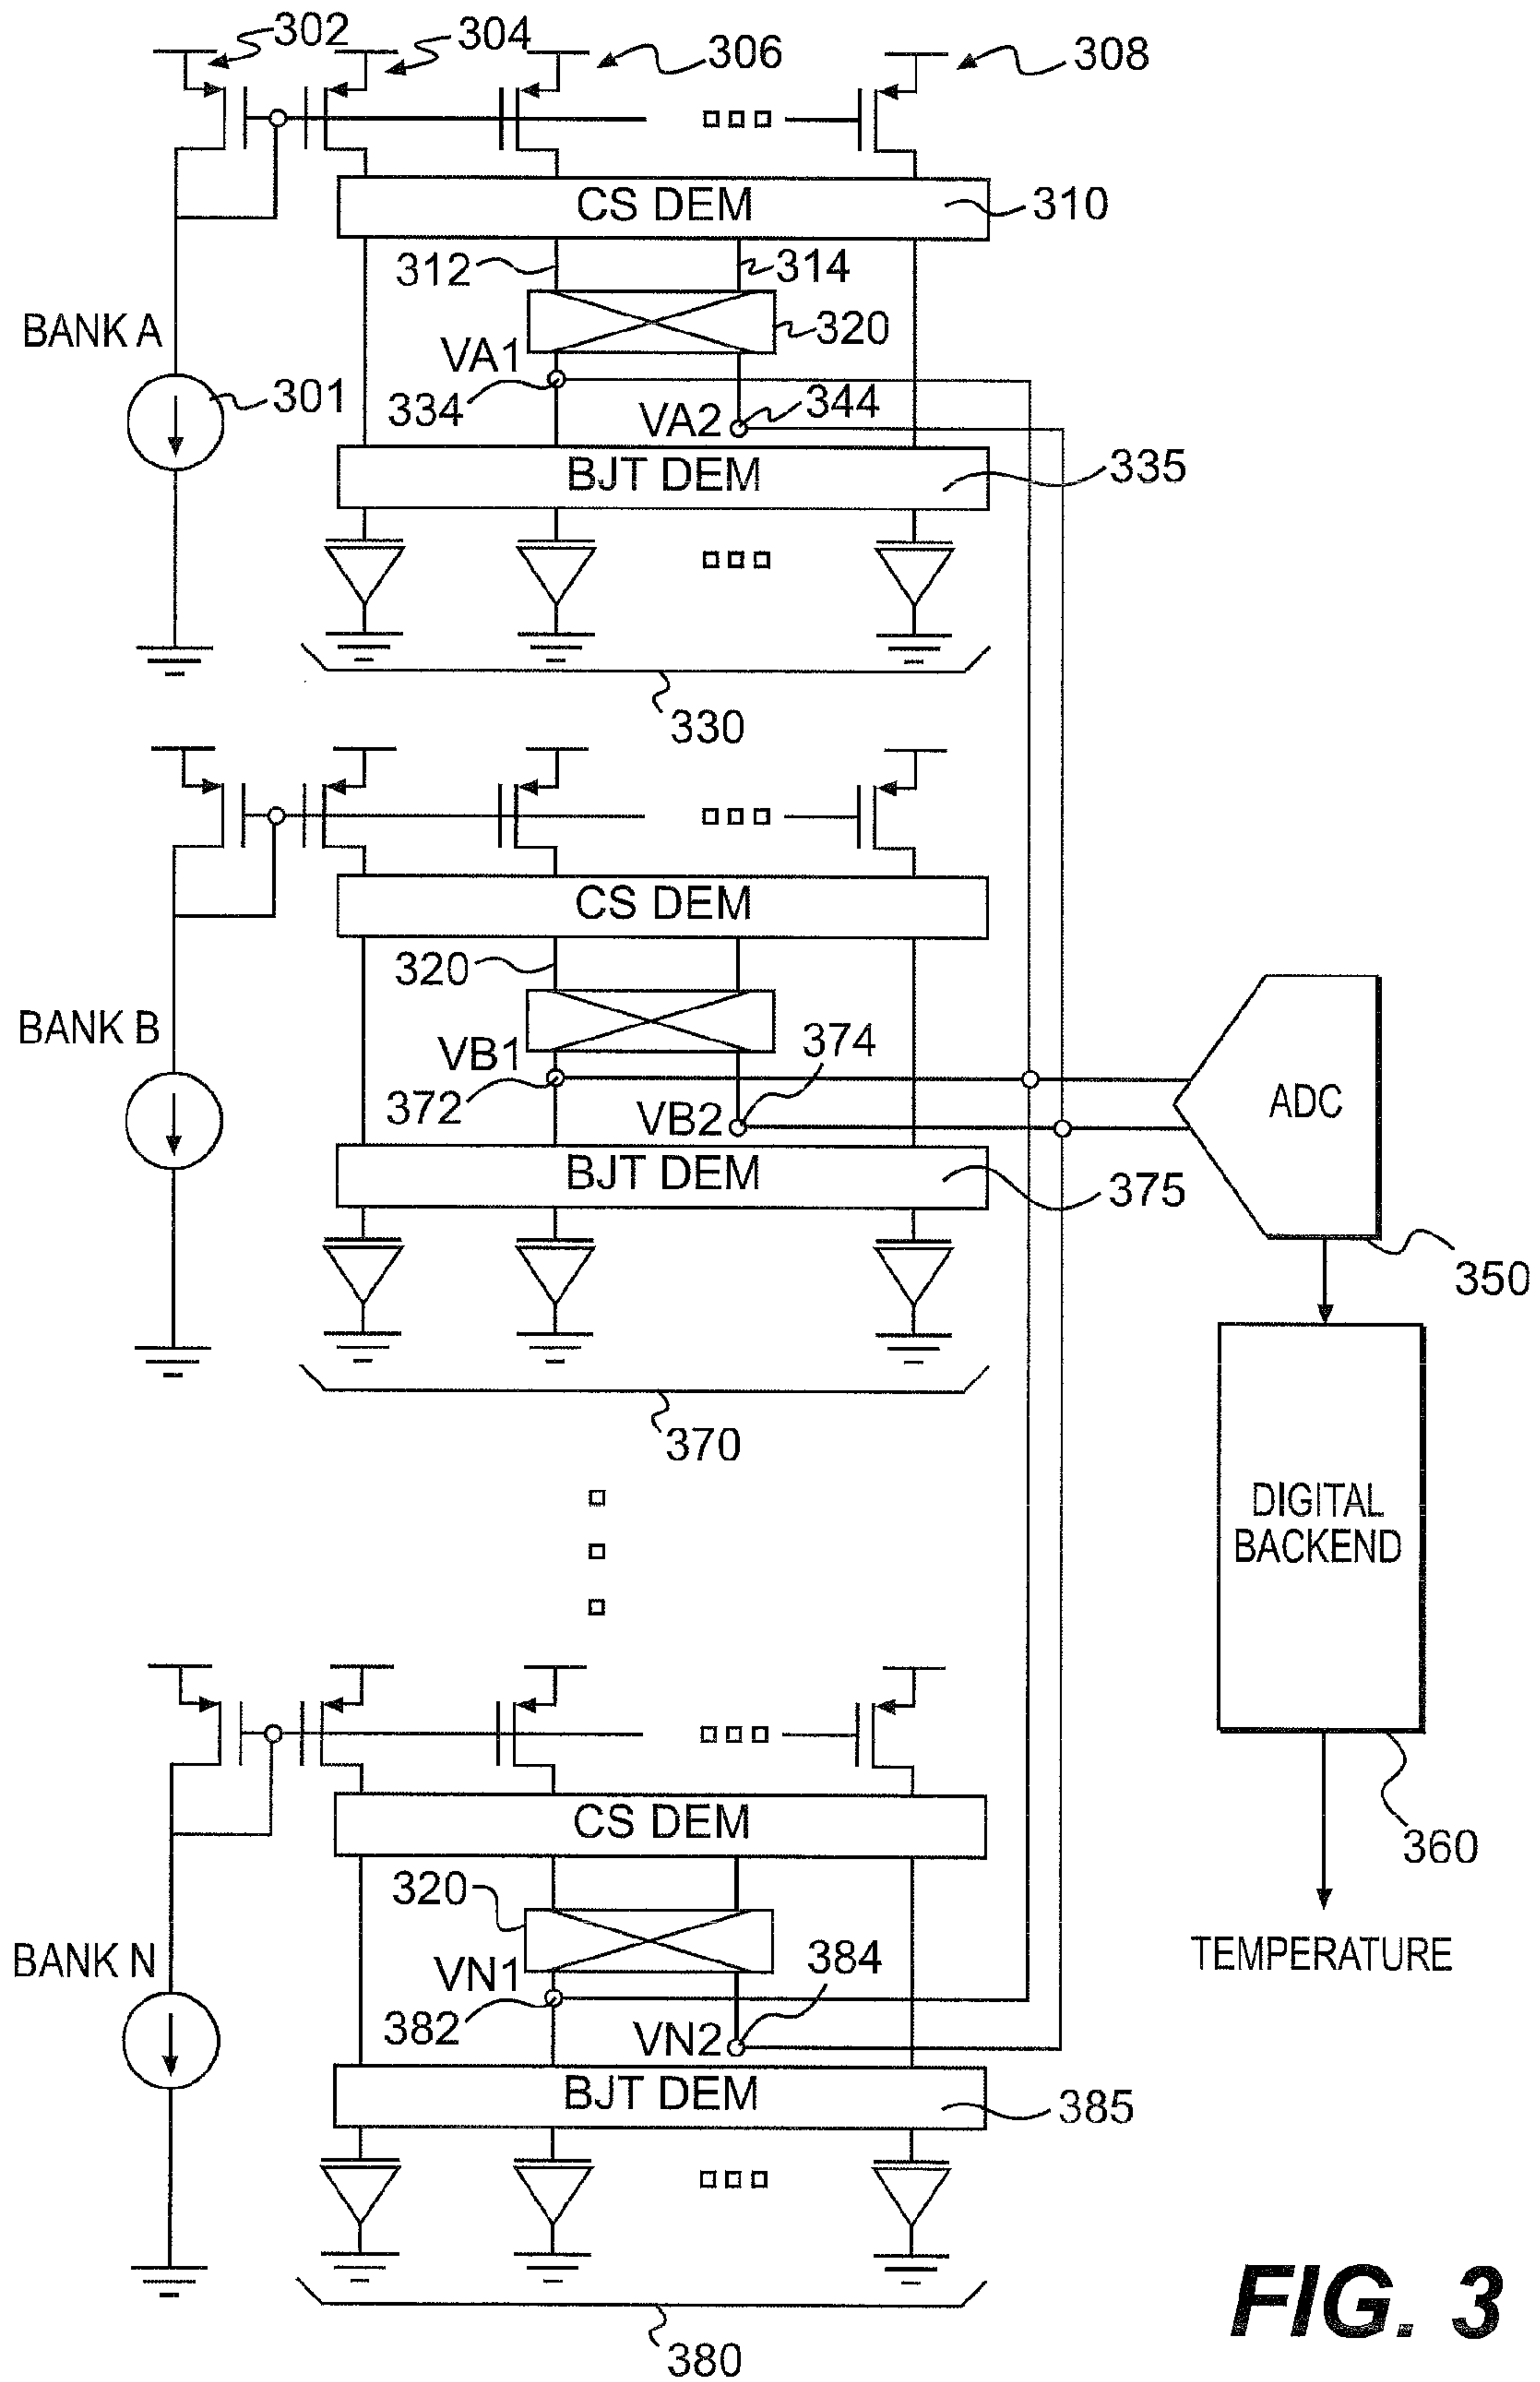 302
304
306
308
CS DEM
310
312
314
BANK A
320
VA1
301
334
VA2
344
BJT DEM
335
330
CS DEM
320
BANK B
VB1
374
372
VB2
ADC
BJT DEM
375
350
370
DIGITAL
BACKEND
CS DEM
360
320
BANK N
VN1
384
TEMPERATURE
382
VN2
BJT DEM
385
FIG. 3
380